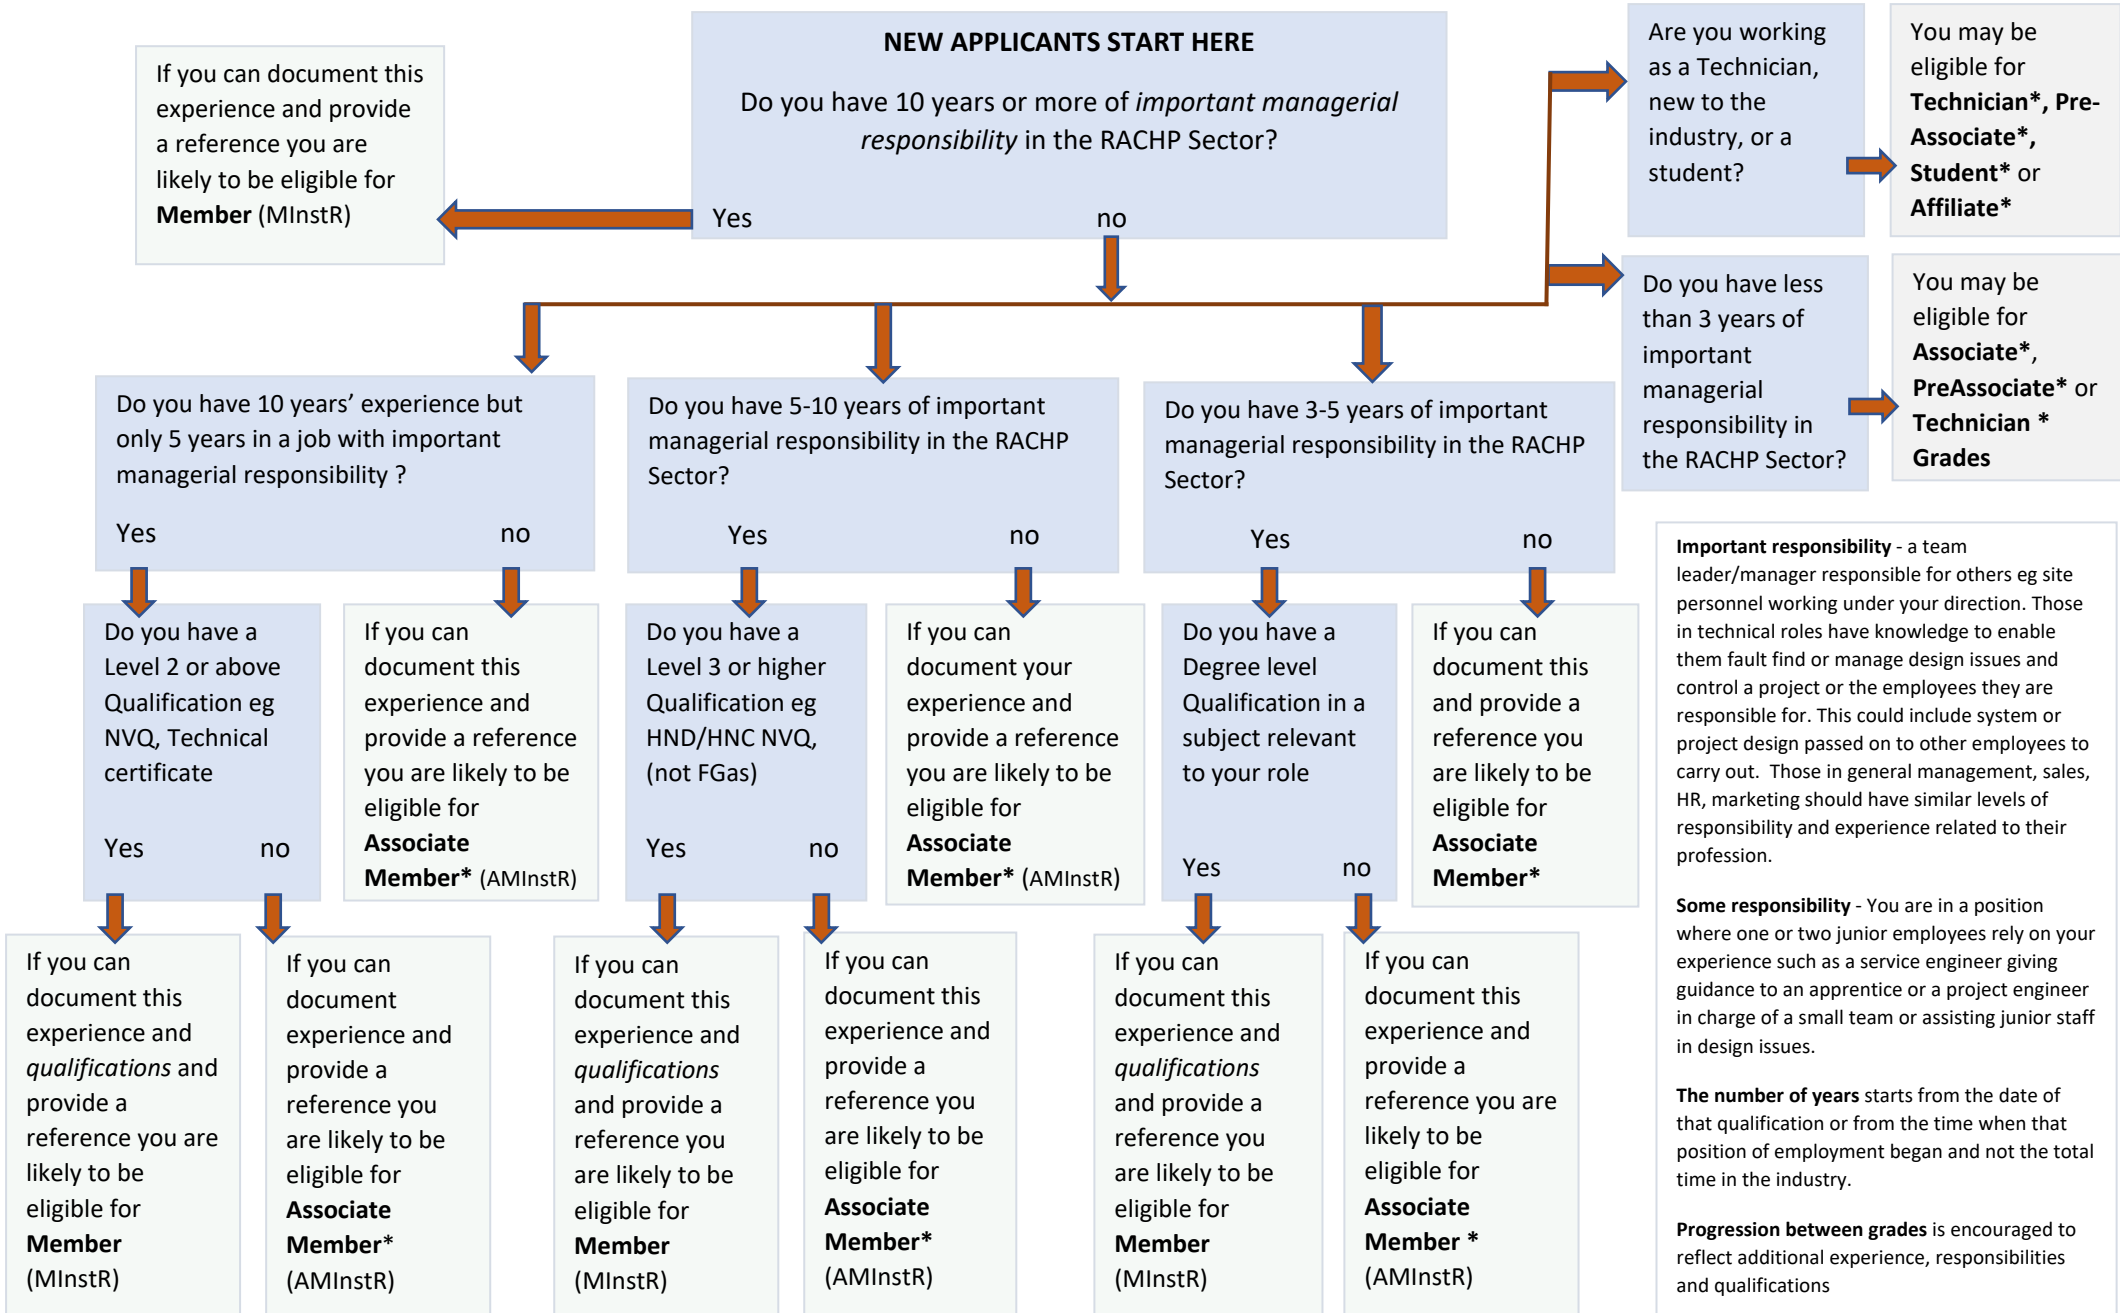 NEW APPLICANTS START HERE
Do you have 10 years or more of important managerial
responsibility in the RACHP Sector?
Yes
no
If you can document this
experience and provide
a reference you are
likely to be eligible for
Member (MInstR)
Are you working
as a Technician,
new to the
industry, or a
student?
You may be
eligible for
Technician*, Pre-
Associate*,
Student* or
Affiliate*
Do you have less
than 3 years of
important
managerial
responsibility in
the RACHP Sector?
You may be
eligible for
Associate*,
PreAssociate* or
Technician *
Grades
Do you have 10 years’ experience but
only 5 years in a job with important
managerial responsibility ?
Yes
no
Do you have 5-10 years of important
managerial responsibility in the RACHP
Sector?
Yes
no
Do you have 3-5 years of important
managerial responsibility in the RACHP
Sector?
Yes
no
Do you have a
Level 2 or above
Qualification eg
NVQ, Technical
certificate
Yes
no
If you can
document this
experience and
provide a reference
you are likely to be
eligible for
Associate
Member* (AMInstR)
Do you have a
Level 3 or higher
Qualification eg
HND/HNC NVQ,
(not FGas)
Yes
no
If you can
document your
experience and
provide a reference
you are likely to be
eligible for
Associate
Member* (AMInstR)
Do you have a
Degree level
Qualification in a
subject relevant
to your role
Yes
no
If you can
document this
and provide a
reference you
are likely to be
eligible for
Associate
Member*
If you can
document this
experience and
qualifications and
provide a
reference you are
likely to be
eligible for
Member
(MInstR)
If you can
document
experience and
provide a
reference you
are likely to be
eligible for
Associate
Member*
(AMInstR)
If you can
document this
experience and
qualifications
and provide a
reference you
are likely to be
eligible for
Member
(MInstR)
If you can
document this
experience and
provide a
reference you
are likely to be
eligible for
Associate
Member*
(AMInstR)
If you can
document this
experience and
qualifications
and provide a
reference you
are likely to be
eligible for
Member
(MInstR)
If you can
document this
experience and
provide a
reference you are
likely to be
eligible for
Associate
Member *
(AMInstR)
Important responsibility - a team
leader/manager responsible for others eg site
personnel working under your direction. Those
in technical roles have knowledge to enable
them fault find or manage design issues and
control a project or the employees they are
responsible for. This could include system or
project design passed on to other employees to
carry out. Those in general management, sales,
HR, marketing should have similar levels of
responsibility and experience related to their
profession.
Some responsibility - You are in a position
where one or two junior employees rely on your
experience such as a service engineer giving
guidance to an apprentice or a project engineer
in charge of a small team or assisting junior staff
in design issues.
The number of years starts from the date of
that qualification or from the time when that
position of employment began and not the total
time in the industry.
Progression between grades is encouraged to
reflect additional experience, responsibilities
and qualifications